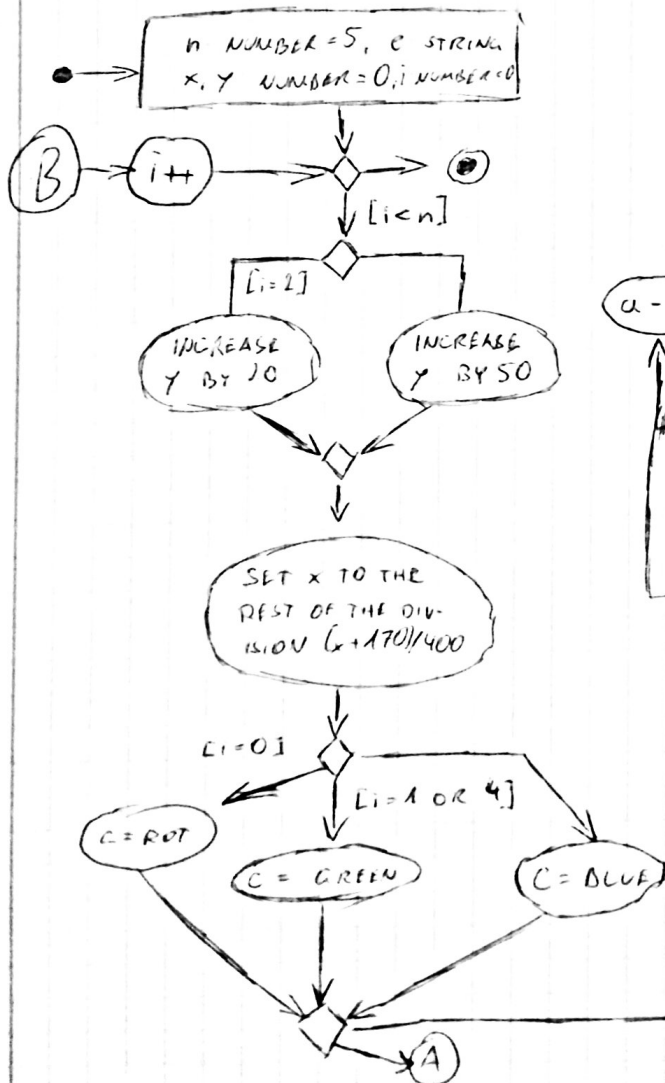 n NUMBER = 5, c STRING
x, y NUMBER = 0, i NUMBER = 0
B
i++
[i < n]
[i = 2]
INCREASE
Y BY 20
INCREASE
Y BY 50
a -
SET x TO THE
REST OF THE DIV-
ISION (x + 170)/400
[i = 0]
[i = 1 OR 4]
C = ROT
C = GREEN
C = BLUE
A